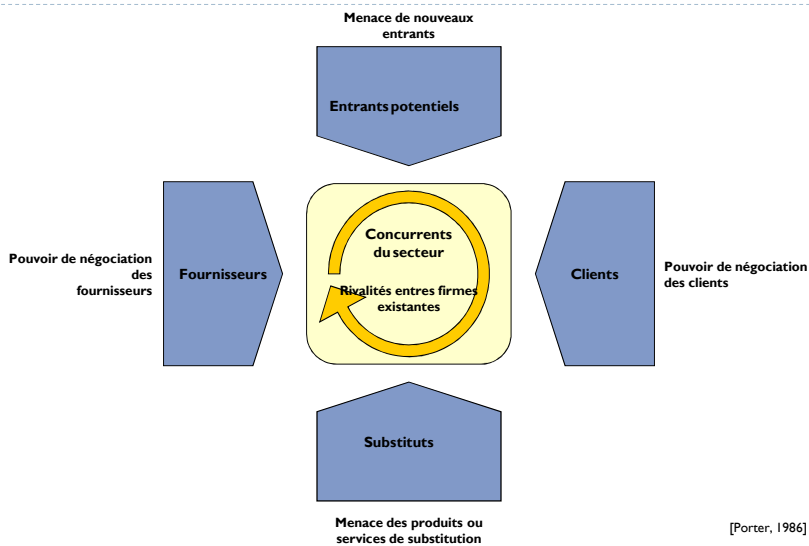 Menace de nouveaux
entrants
Entrants potentiels
Concurrents
du secteur
Rivalités entres firmes
existantes
Pouvoir de négociation
des
fournisseurs
Fournisseurs
Clients
Pouvoir de négociation
des clients
Substituts
Menace des produits ou
services de substitution
[Porter, 1986]